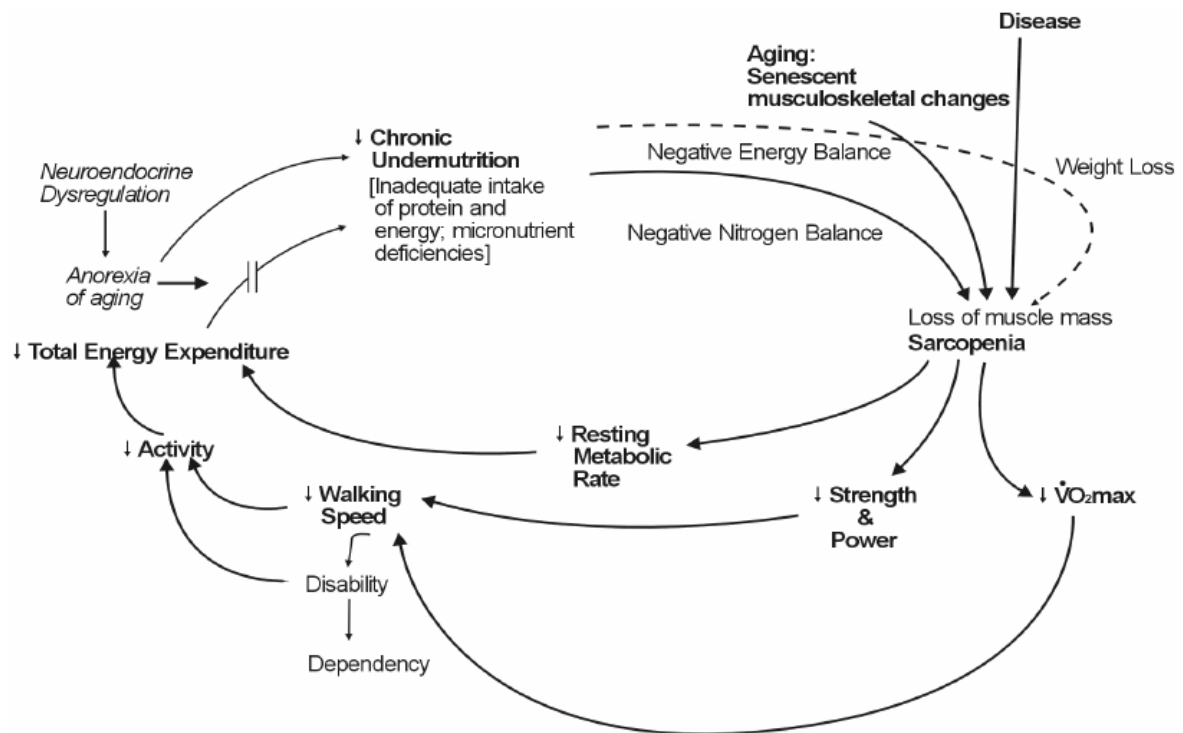 Disease
Aging:
Senescent
musculoskeletal changes
↓ Chronic
Undernutrition
[Inadequate intake
of protein and
energy; micronutrient
deficiencies]
Negative Energy Balance
Weight Loss
Neuroendocrine
Dysregulation
Negative Nitrogen Balance
Anorexia
of aging
Loss of muscle mass
Sarcopenia
↓ Total Energy Expenditure
↓ Activity
↓ Resting
Metabolic
Rate
↓ Walking
Speed
↓ Strength
&
Power
↓ V̇O₂max
Disability
Dependency